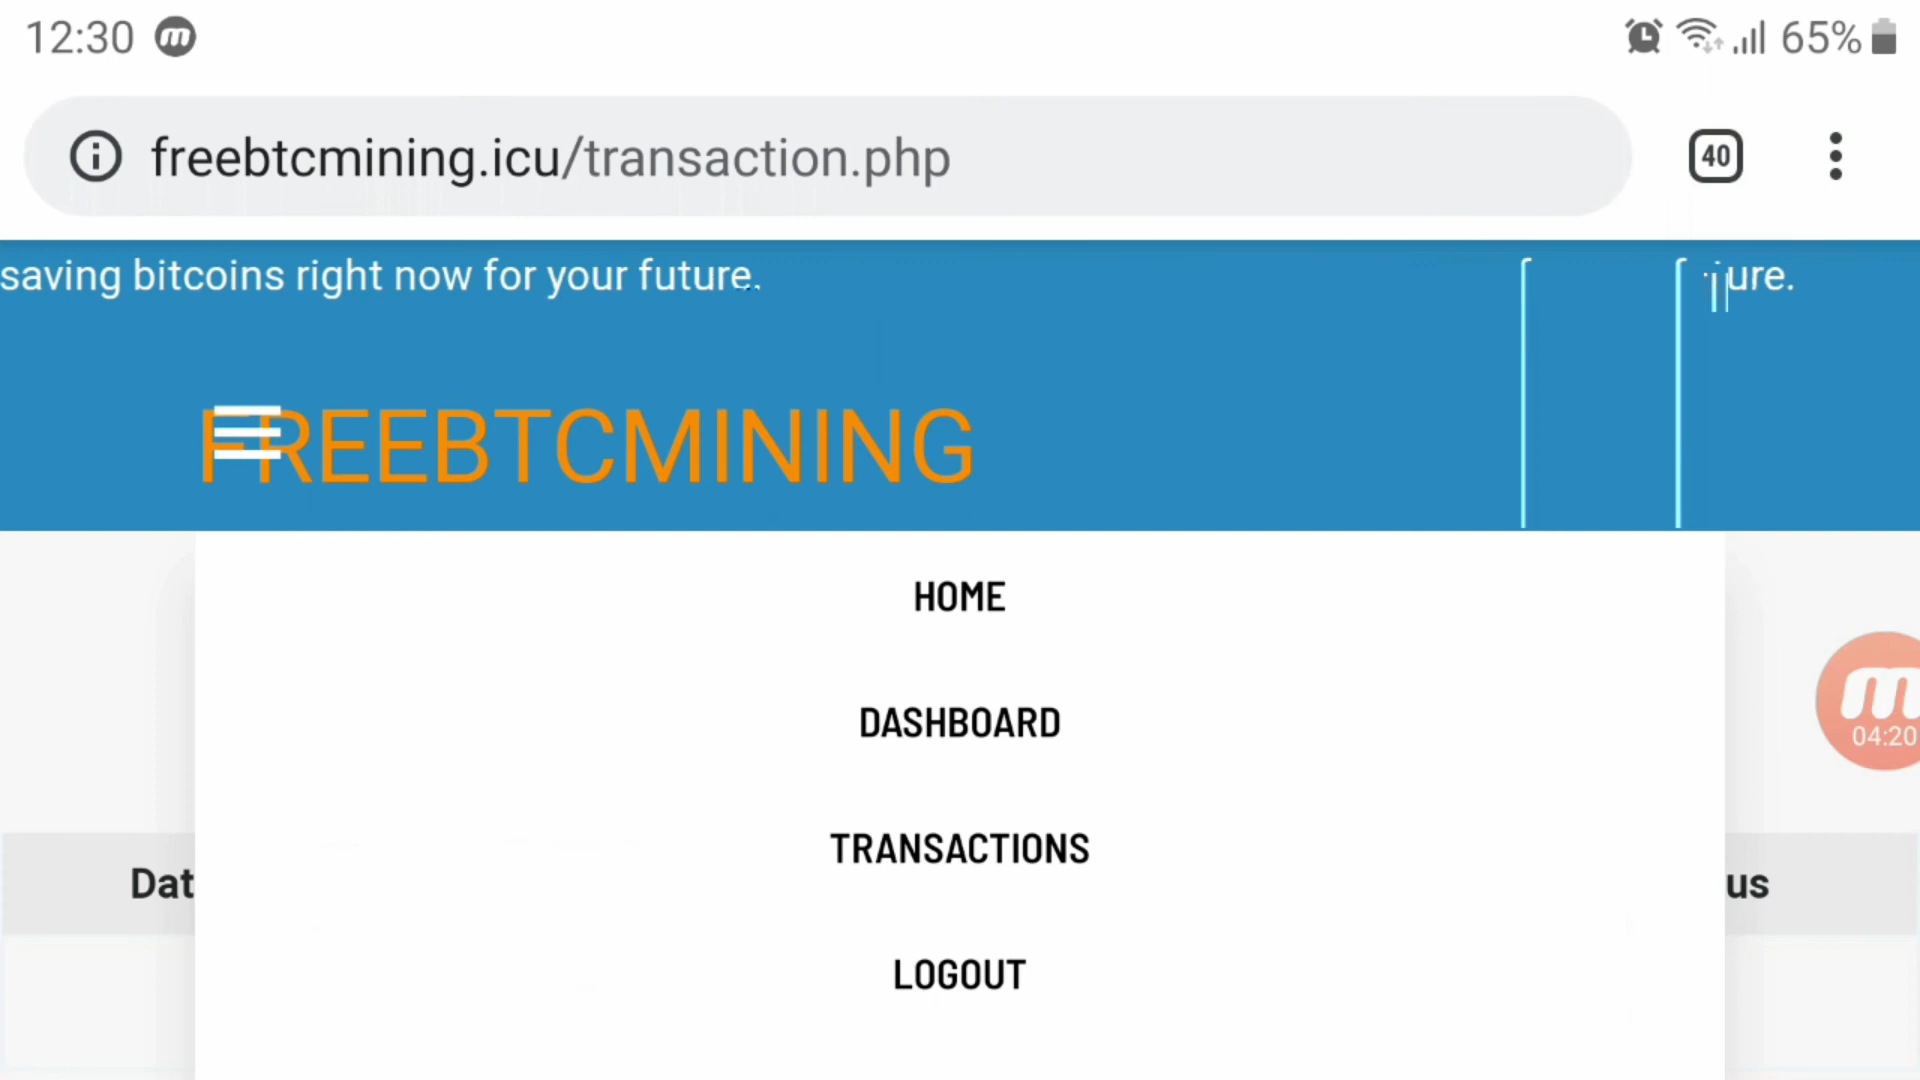 12:30 65%
freebtcmining.icu/transaction.php 40
saving bitcoins right now for your future. ure.
FREEBTCMINING
HOME
DASHBOARD
04:20
TRANSACTIONS
Dat us
LOGOUT